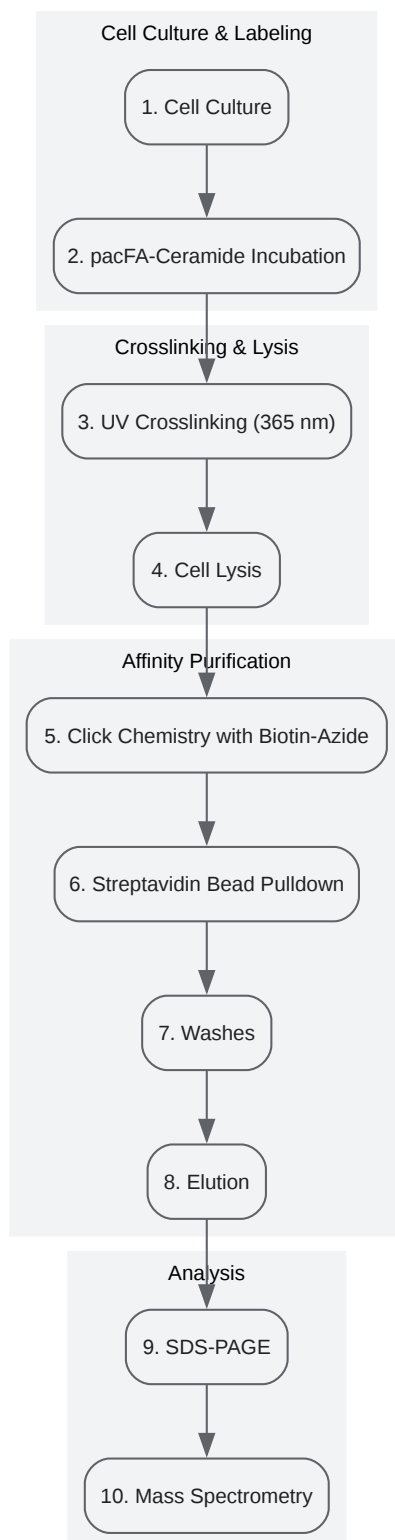 Cell Culture & Labeling
1. Cell Culture
2. pacFA-Ceramide Incubation
Crosslinking & Lysis
3. UV Crosslinking (365 nm)
4. Cell Lysis
Affinity Purification
5. Click Chemistry with Biotin-Azide
6. Streptavidin Bead Pulldown
7. Washes
8. Elution
Analysis
9. SDS-PAGE
10. Mass Spectrometry